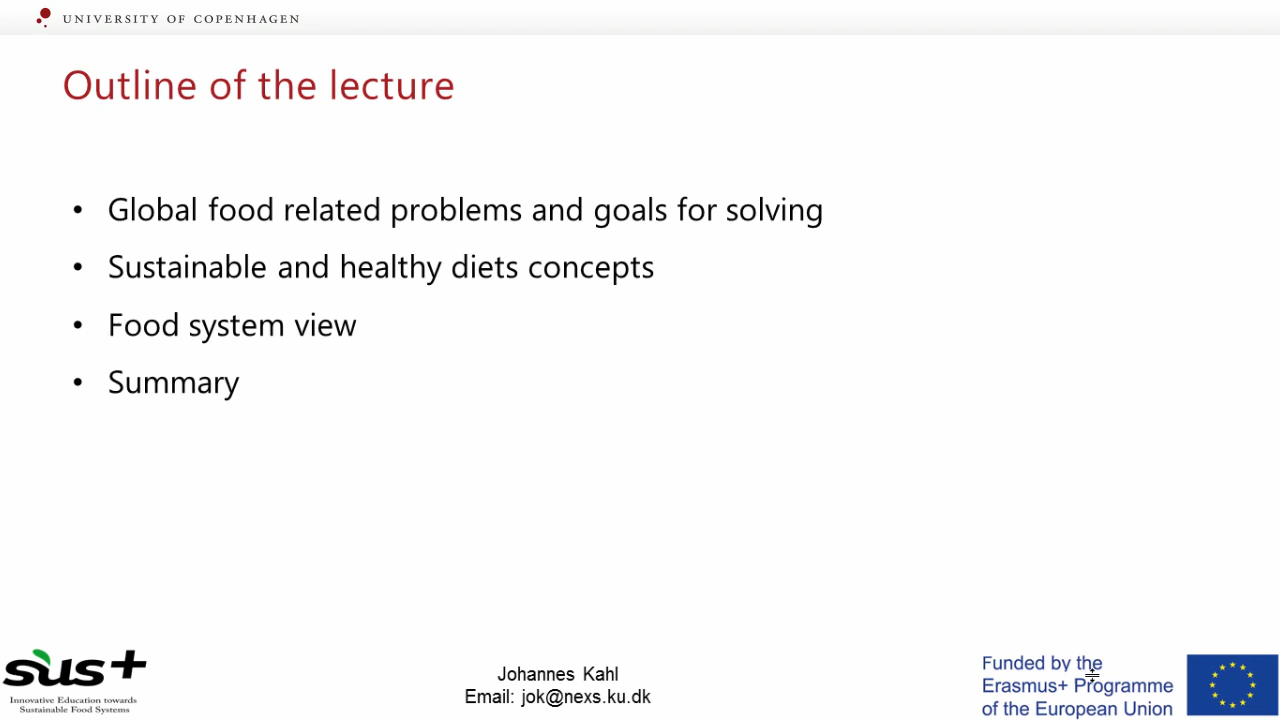 UNIVERSITY OF COPENHAGEN
Outline of the lecture
• Global food related problems and goals for solving
• Sustainable and healthy diets concepts
• Food system view
• Summary
sus+
Innovative Education towards
Sustainable Food Systems
Johannes Kahl
Email: jok@nexs.ku.dk
Funded by the
Erasmus+ Programme
of the European Union